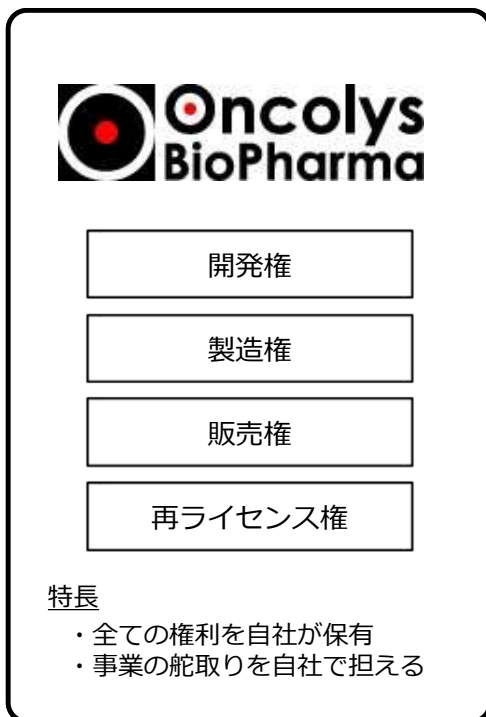 Oncolys
BioPharma
開発権
製造権
販売権
再ライセンス権
特長
・全ての権利を自社が保有
・事業の舵取りを自社で担える